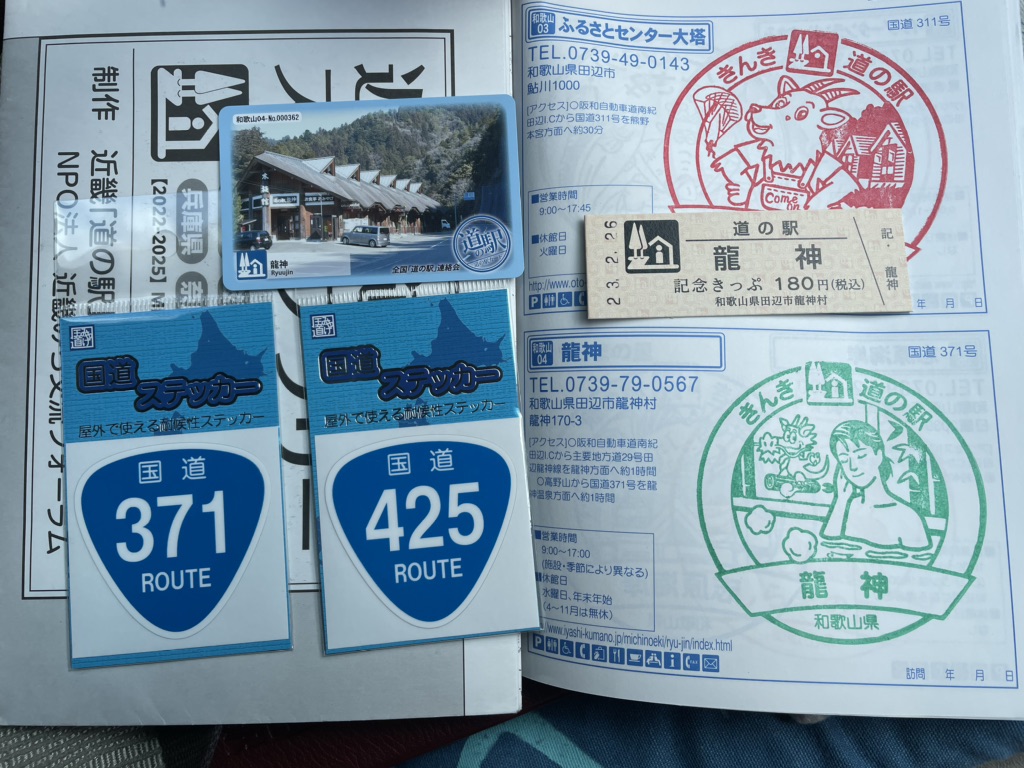 制作 近畿「道の駅
NPO法人 近畿みち交流フォーラム
【2022-2025】
兵庫県
和歌山04-No.000362
龍神
Ryuujin
道の駅
全国「道の駅」連絡会
国道
ステッカー
屋外で使える耐候性ステッカー
国道
371
ROUTE
国道
ステッカー
屋外で使える耐候性ステッカー
国道
425
ROUTE
和歌山
03
ふるさとセンター大塔
国道 311号
TEL.0739-49-0143
和歌山県田辺市
鮎川1000
[アクセス]○阪和自動車道南紀
田辺I.Cから国道311号を熊野
本宮方面へ約30分
■営業時間
9:00~17:45
■休館日
火曜日
http://www.oto-
きんき 道の駅
Come on
年 月 日
23.2.26
道の駅
龍神
記念きっぷ 180円(税込)
和歌山県田辺市龍神村
記・龍神
和歌山
04
龍神
国道 371号
TEL.0739-79-0567
和歌山県田辺市龍神村
龍神170-3
[アクセス]○阪和自動車道南紀
田辺I.Cから主要地方道29号田
辺龍神線を龍神方面へ約1時間
○高野山から国道371号を龍
神温泉方面へ約1時間
■営業時間
9:00~17:00
(施設・季節により異なる)
■休館日
水曜日、年末年始
(4~11月は無休)
www.iyashi-kumano.jp/michinoeki/ryu-jin/index.html
きんき 道の駅
龍神
和歌山県
訪問 年 月 日